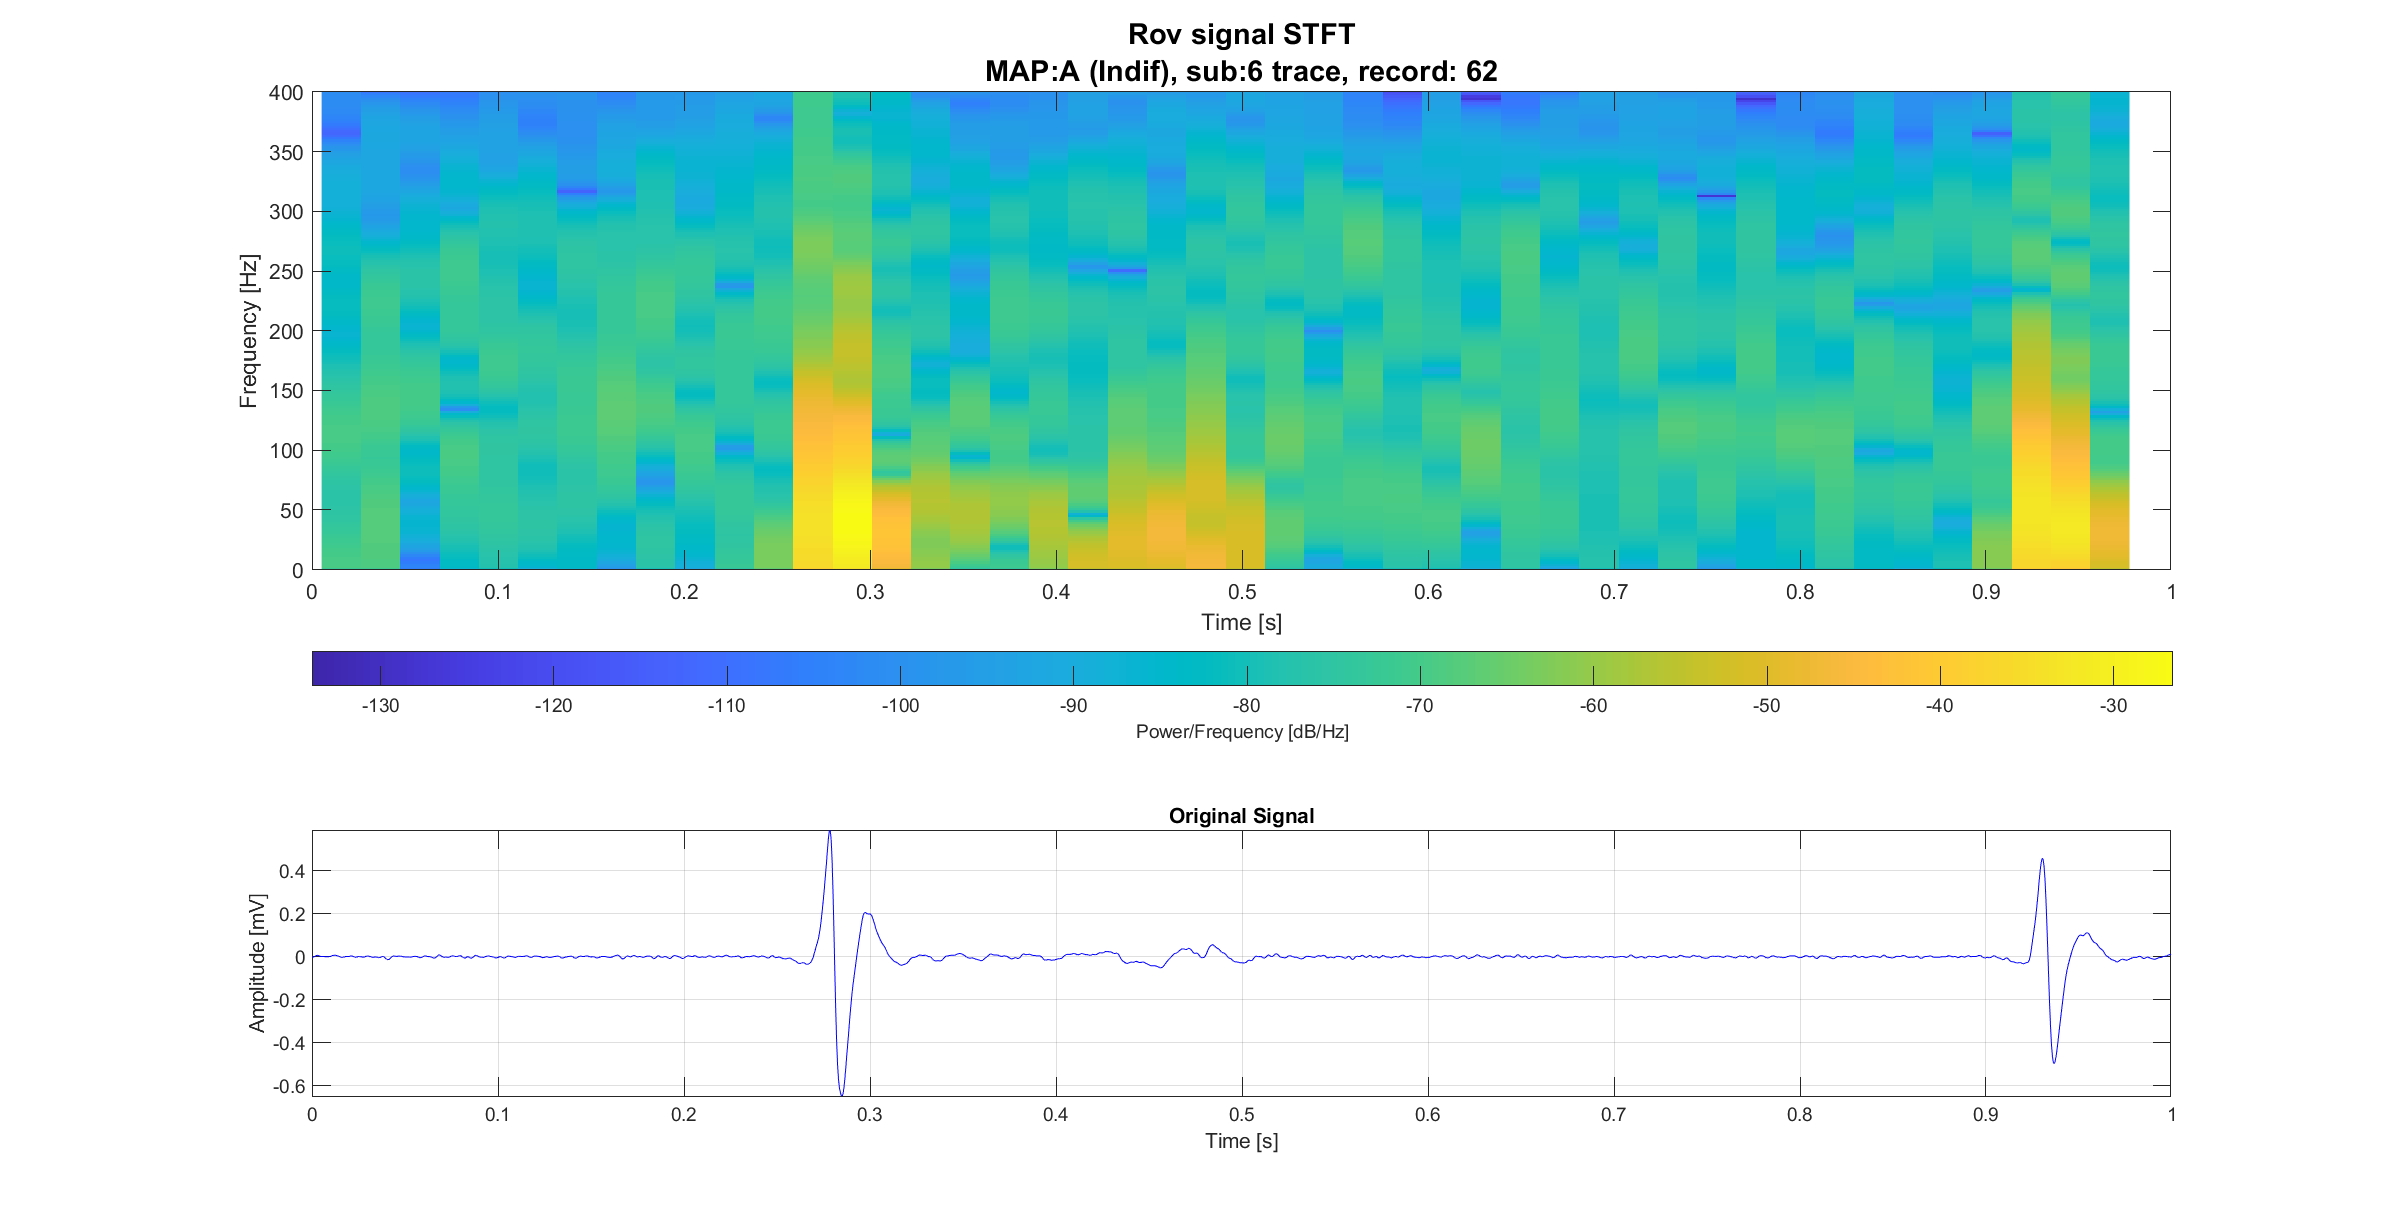 Rov signal STFT
MAP:A (Indif), sub:6 trace, record: 62
400
350
300
250
200
150
100
50
0
Frequency [Hz]
0 0.1 0.2 0.3 0.4 0.5 0.6 0.7 0.8 0.9 1
Time [s]
-130 -120 -110 -100 -90 -80 -70 -60 -50 -40 -30
Power/Frequency [dB/Hz]
Original Signal
0.4
0.2
0
-0.2
-0.4
-0.6
Amplitude [mV]
0 0.1 0.2 0.3 0.4 0.5 0.6 0.7 0.8 0.9 1
Time [s]